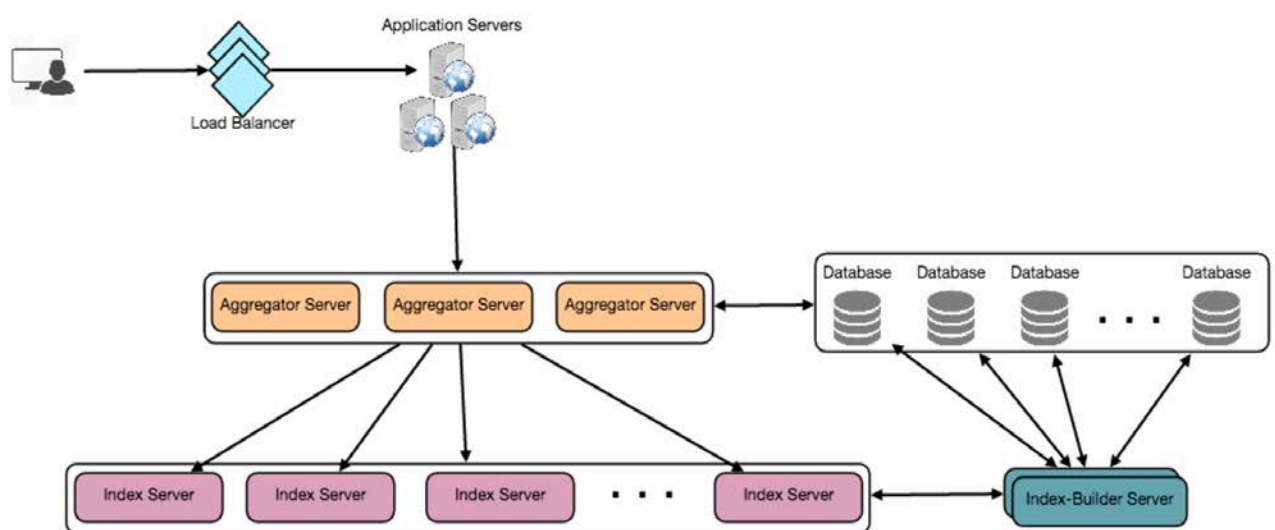 Application Servers
Load Balancer
Database
Database
Database
Database
Aggregator Server
Aggregator Server
Aggregator Server
. . .
Index Server
Index Server
Index Server
. . .
Index Server
Index-Builder Server